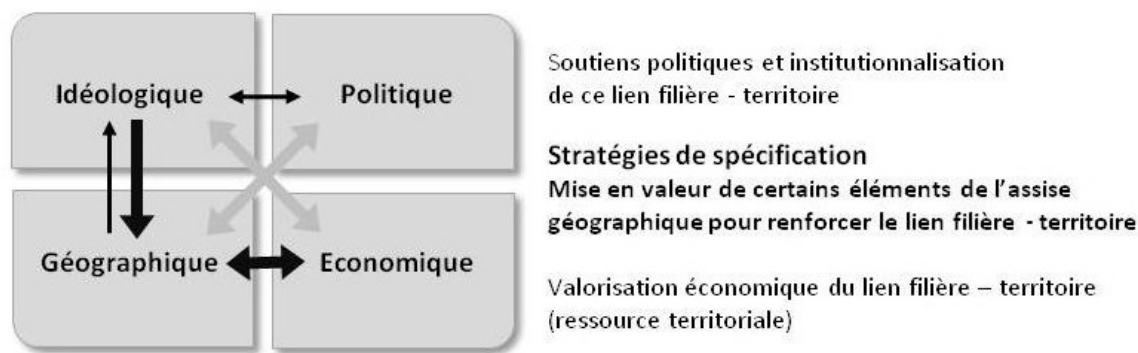 Idéologique
Politique
Géographique
Economique
Soutiens politiques et institutionnalisation
de ce lien filière - territoire
Stratégies de spécification
Mise en valeur de certains éléments de l'assise
géographique pour renforcer le lien filière - territoire
Valorisation économique du lien filière – territoire
(ressource territoriale)